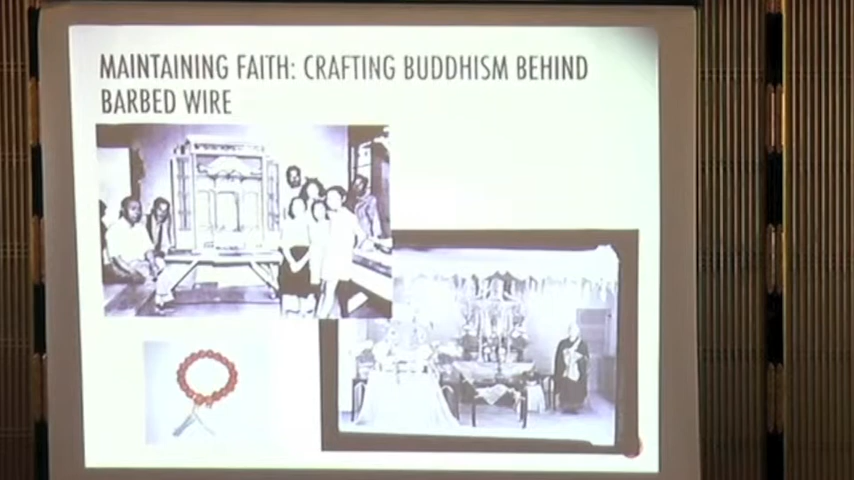 MAINTAINING FAITH: CRAFTING BUDDHISM BEHIND
BARBED WIRE